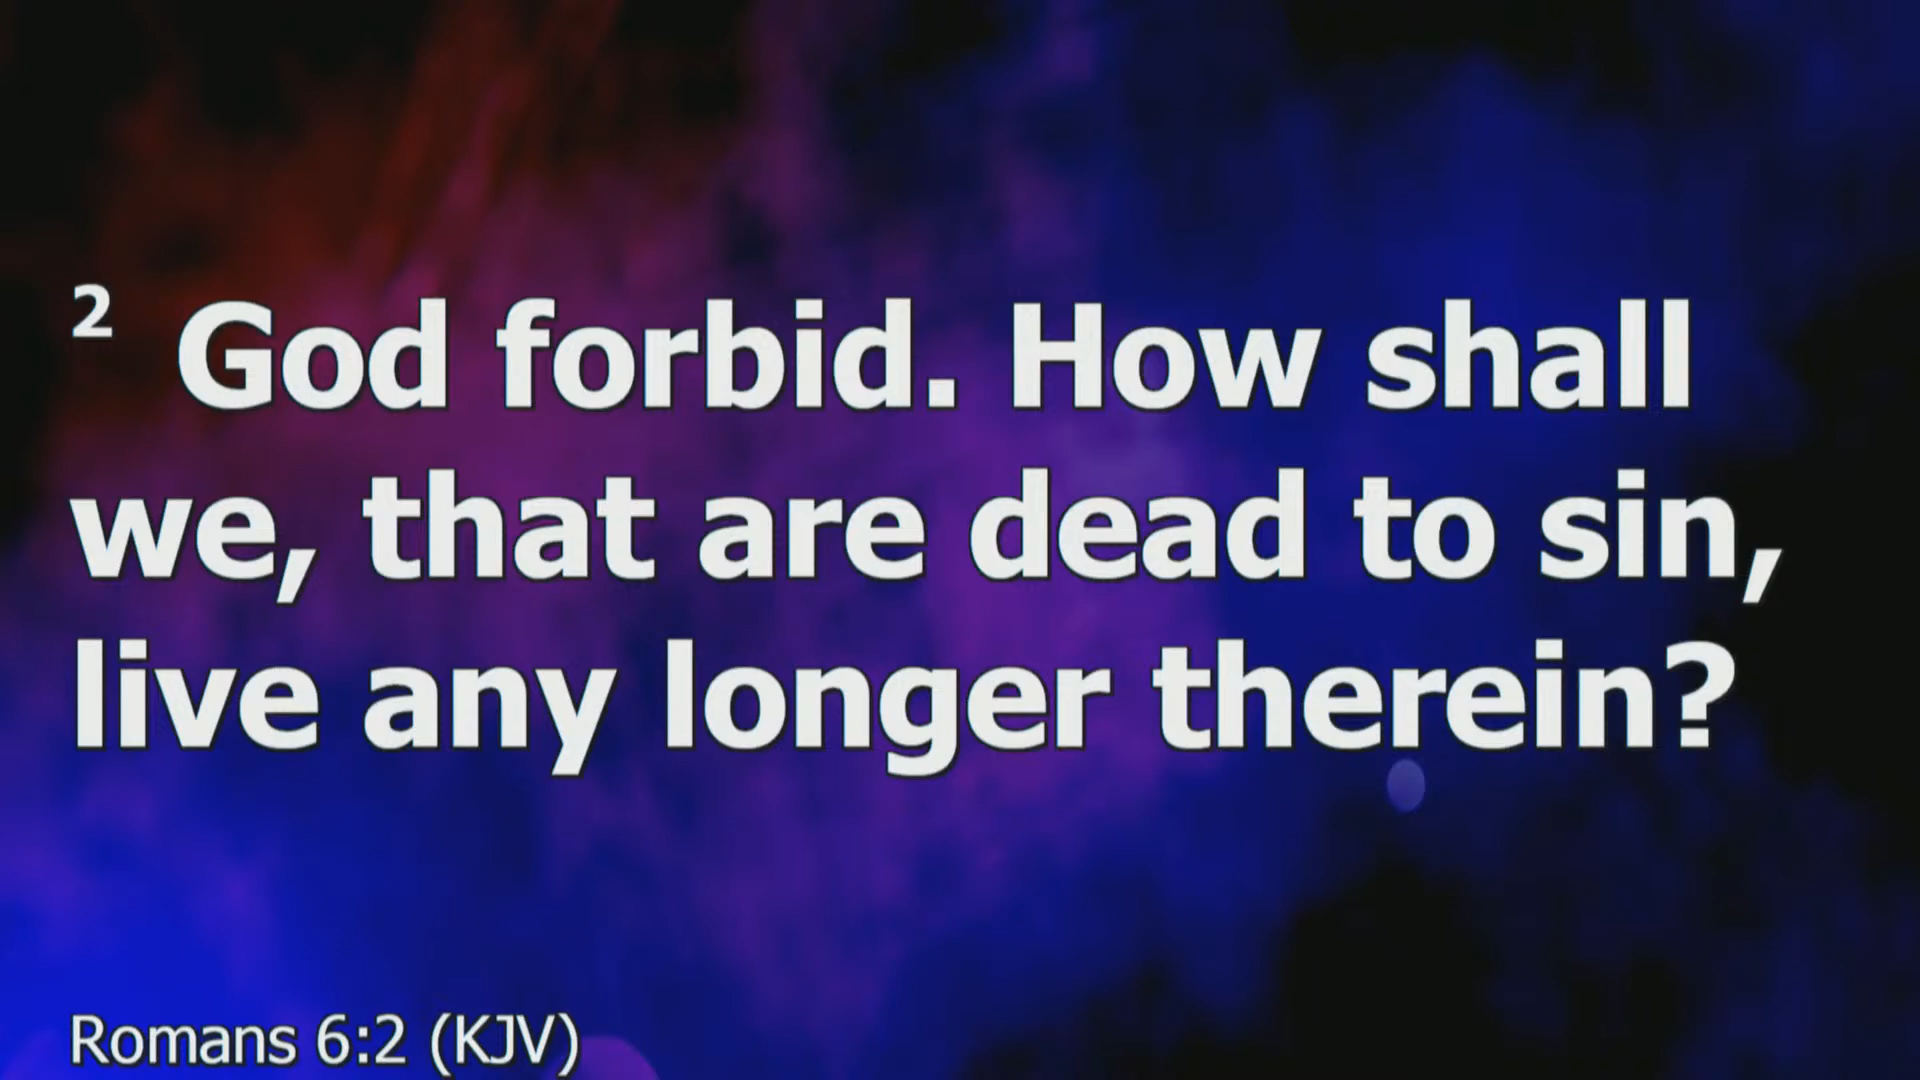 2 God forbid. How shall
we, that are dead to sin,
live any longer therein?
Romans 6:2 (KJV)